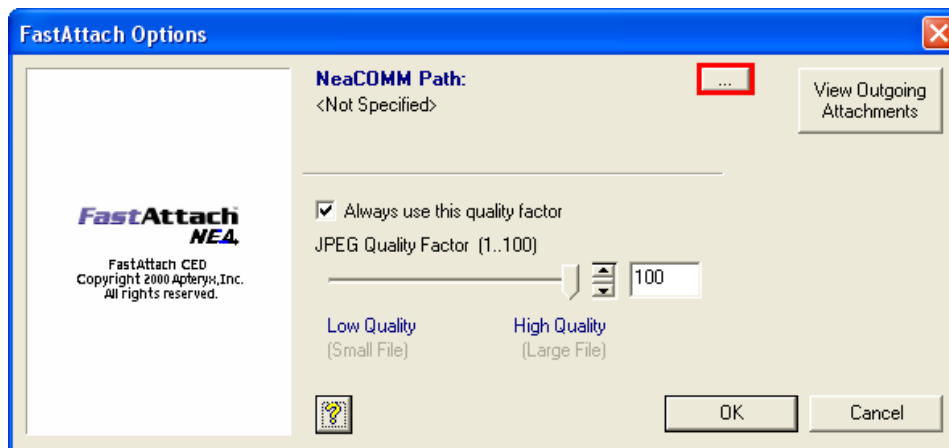 FastAttach Options
NeaCOMM Path:
...
<Not Specified>
View Outgoing
Attachments
FastAttach
NEA
FastAttach CED
Copyright 2000 Apteryx,Inc.
All rights reserved.
Always use this quality factor
JPEG Quality Factor (1..100)
100
Low Quality
High Quality
(Small File)
(Large File)
?
OK
Cancel